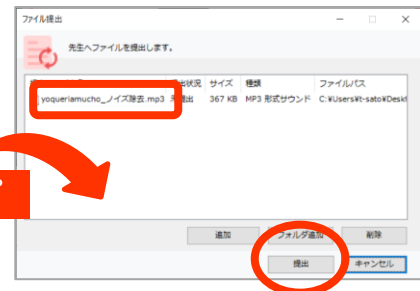 ファイル提出
先生へファイルを提出します。
出状況 サイズ 種類 ファイルパス
yoqueriamucho_ノイズ除去.mp3 提出 367 KB MP3 形式サウンド C:¥Users¥t-sato¥Deskt
追加 フォルダ追加 削除
提出 キャンセル